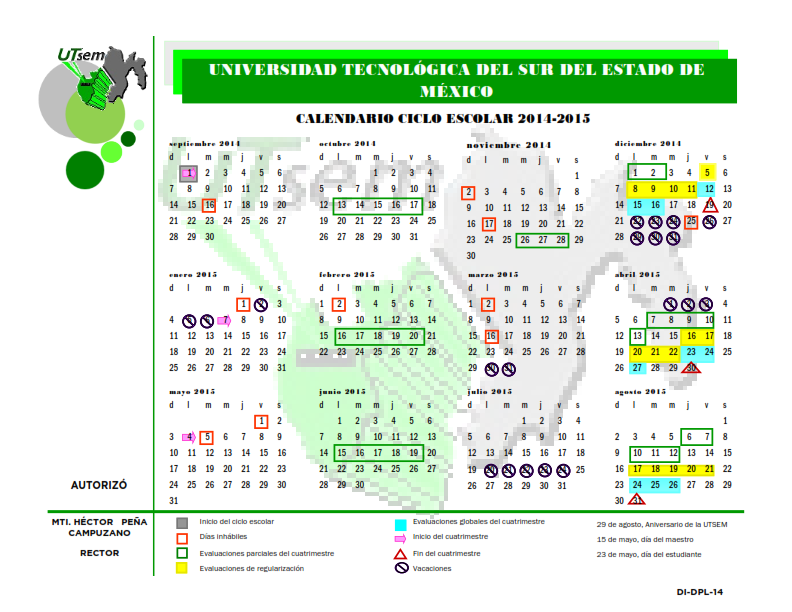 UTsem
UNIVERSIDAD TECNOLÓGICA DEL SUR DEL ESTADO DE
MÉXICO
CALENDARIO CICLO ESCOLAR 2014-2015
septiembre 2014
d l m m j v s
1 2 3 4 5 6
7 8 9 10 11 12 13
14 15 16 17 18 19 20
21 22 23 24 25 26 27
28 29 30
octubre 2014
d l m m j v s
1 2 3 4
5 6 7 8 9 10 11
12 13 14 15 16 17 18
19 20 21 22 23 24 25
26 27 28 29 30 31
noviembre 2014
d l m m j v s
1
2 3 4 5 6 7 8
9 10 11 12 13 14 15
16 17 18 19 20 21 22
23 24 25 26 27 28 29
30
diciembre 2014
d l m m j v s
1 2 3 4 5 6
7 8 9 10 11 12 13
14 15 16 17 18 19 20
21 25 27
28
enero 2015
d l m m j v s
1 3
4 7 8 9 10
11 12 13 14 15 16 17
18 19 20 21 22 23 24
25 26 27 28 29 30 31
febrero 2015
d l m m j v s
1 2 3 4 5 6 7
8 9 10 11 12 13 14
15 16 17 18 19 20 21
22 23 24 25 26 27 28
marzo 2015
d l m m j v s
1 2 3 4 5 6 7
8 9 10 11 12 13 14
15 16 17 18 19 20 21
22 23 24 25 26 27 28
29
abril 2015
d l m m j v s
4
5 6 7 8 9 10 11
12 13 14 15 16 17 18
19 20 21 22 23 24 25
26 27 28 29 30
mayo 2015
d l m m j v s
1 2
3 4 5 6 7 8 9
10 11 12 13 14 15 16
17 18 19 20 21 22 23
24 25 26 27 28 29 30
31
junio 2015
d l m m j v s
1 2 3 4 5 6
7 8 9 10 11 12 13
14 15 16 17 18 19 20
21 22 23 24 25 26 27
28 29 30
julio 2015
d l m m j v s
1 2 3 4
5 6 7 8 9 10 11
12 13 14 15 16 17 18
19 25
26 27 28 29 30 31
agosto 2015
d l m m j v s
1
2 3 4 5 6 7 8
9 10 11 12 13 14 15
16 17 18 19 20 21 22
23 24 25 26 27 28 29
30 31
AUTORIZÓ
MTI. HÉCTOR PEÑA
CAMPUZANO
RECTOR
Inicio del ciclo escolar
Días inhábiles
Evaluaciones parciales del cuatrimestre
Evaluaciones de regularización
Evaluaciones globales del cuatrimestre
Inicio del cuatrimestre
Fin del cuatrimestre
Vacaciones
29 de agosto, Aniversario de la UTSEM
15 de mayo, día del maestro
23 de mayo, día del estudiante
DI-DPL-14